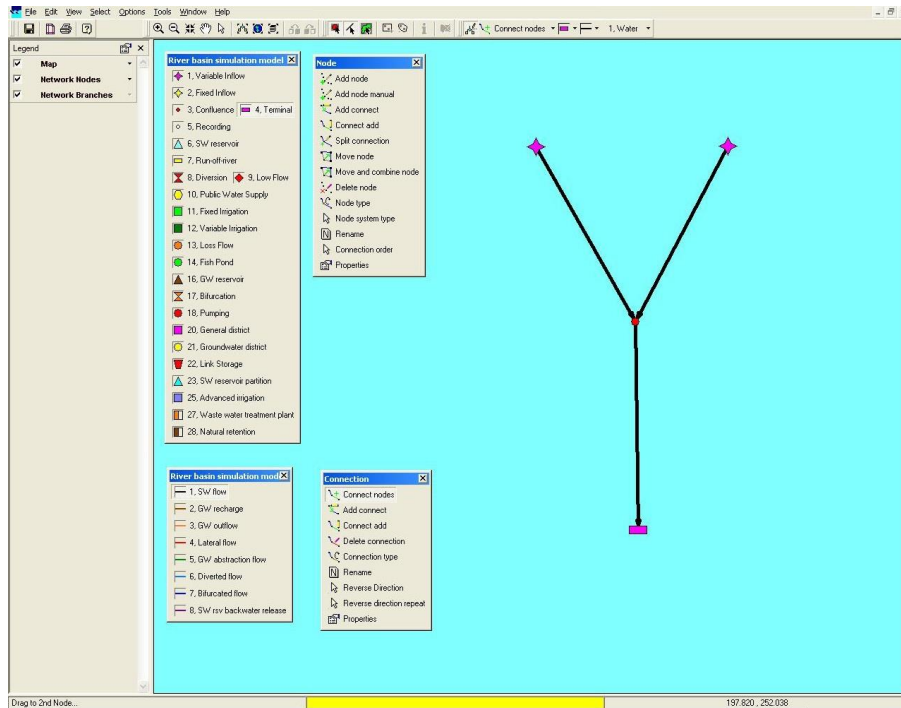 File Edit View Select Options Tools Window Help
Connect nodes 1, Water
Legend
Map
Network Nodes
Network Branches
River basin simulation model
1, Variable Inflow
2, Fixed Inflow
3, Confluence 4, Terminal
5, Recording
6, SW reservoir
7, Run-off-river
8, Diversion 9, Low Flow
10, Public Water Supply
11, Fixed Irrigation
12, Variable Irrigation
13, Loss Flow
14, Fish Pond
16, GW reservoir
17, Bifurcation
18, Pumping
20, General district
21, Groundwater district
22, Link Storage
23, SW reservoir partition
25, Advanced irrigation
27, Waste water treatment plant
28, Natural retention
Node
Add node
Add node manual
Add connect
Connect add
Split connection
Move node
Move and combine node
Delete node
Node type
Node system type
Rename
Connection order
Properties
River basin simulation mode
1, SW flow
2, GW recharge
3, GW outflow
4, Lateral flow
5, GW abstraction flow
6, Diverted flow
7, Bifurcated flow
8, SW rsv backwater release
Connection
Connect nodes
Add connect
Connect add
Delete connection
Connection type
Rename
Reverse Direction
Reverse direction repeat
Properties
Drag to 2nd Node...
197.820 , 252.038